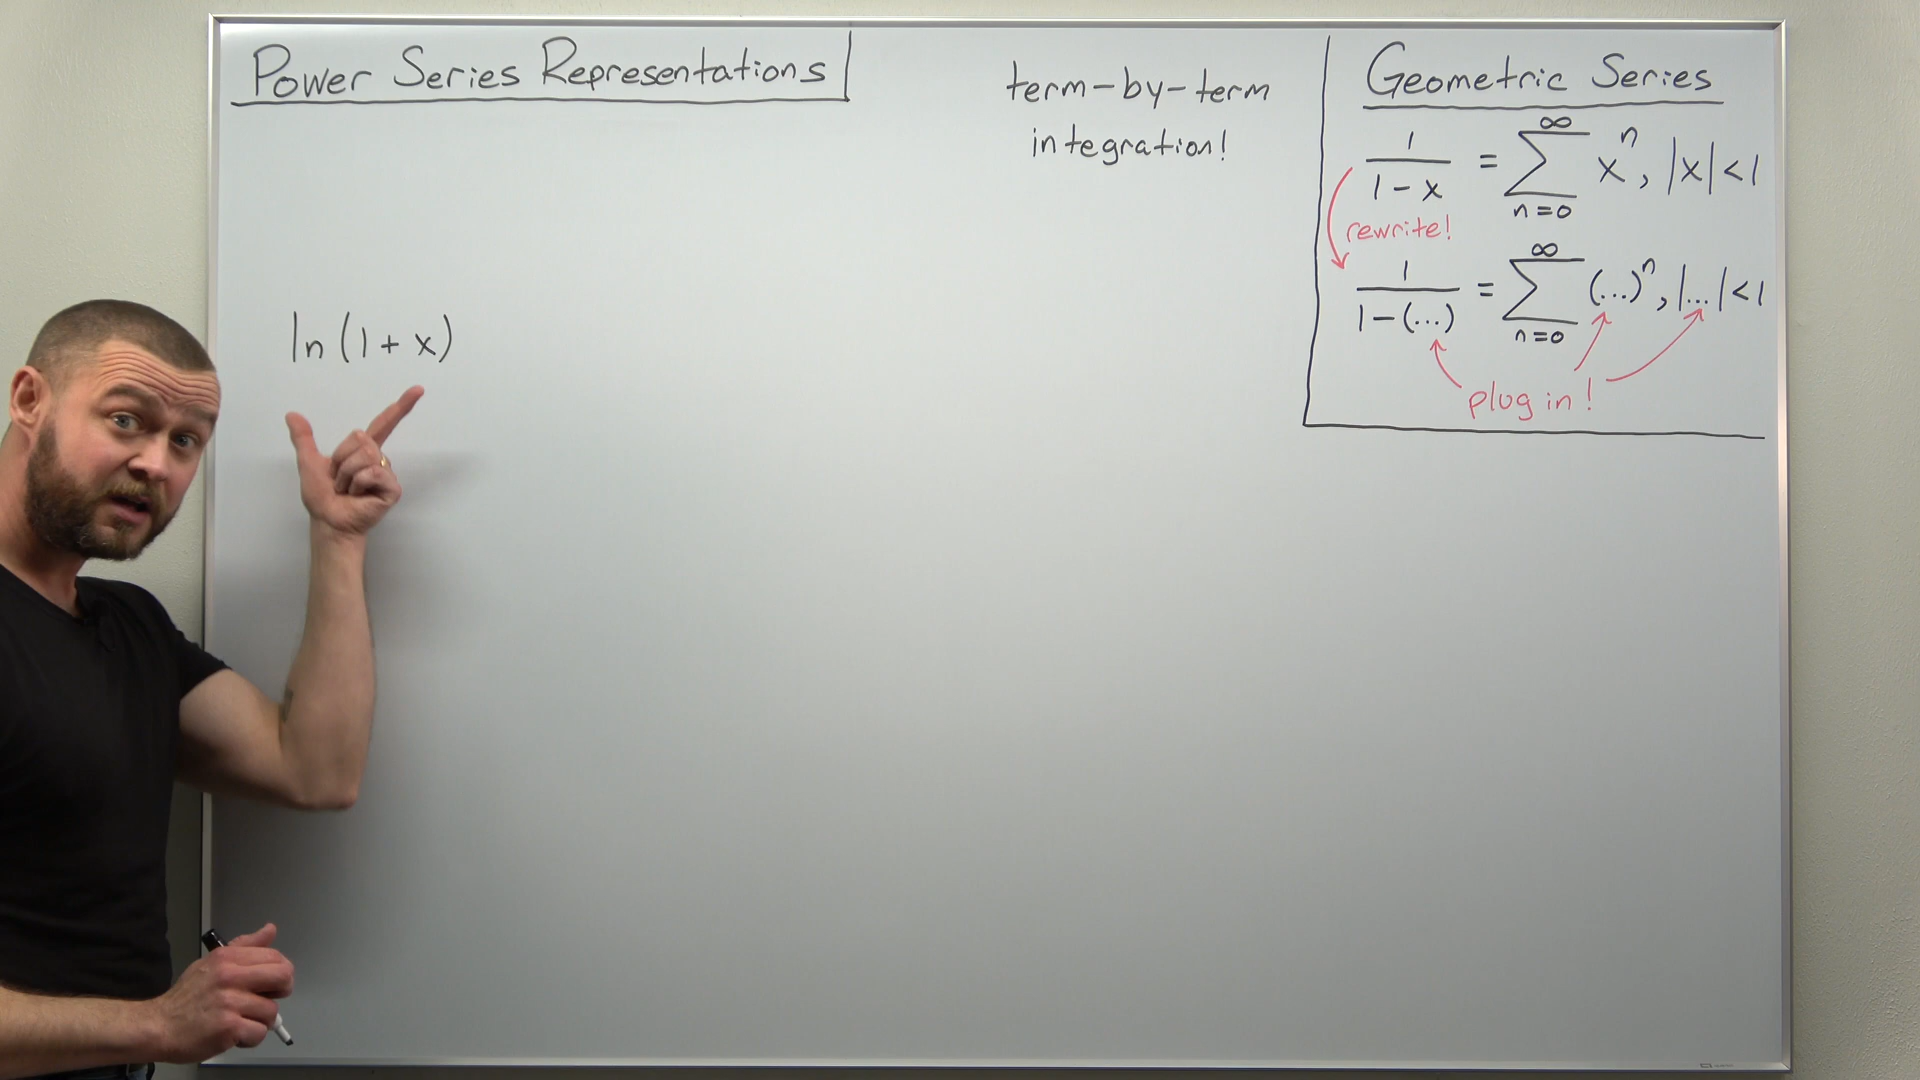 Power Series Representations
term-by-term
integration!
ln(1+x)
Geometric Series
1/(1-x) = ∑_{n=0}^{∞} x^n, |x|<1
rewrite!
1/(1-(...)) = ∑_{n=0}^{∞} (...)^n, |...|<1
plug in!